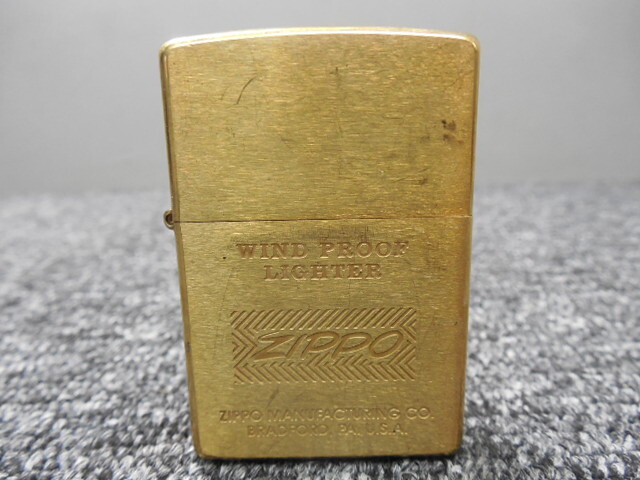 WIND PROOF
LIGHTER
ZIPPO
ZIPPO MANUFACTURING CO.
BRADFORD, PA., U.S.A.